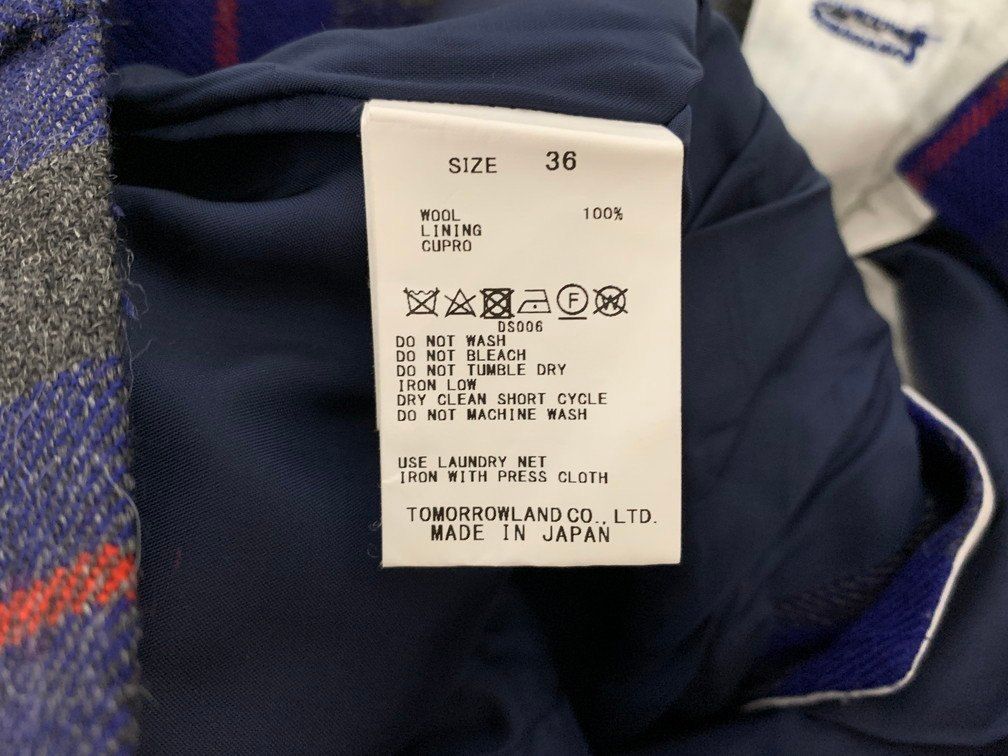 SIZE 36
WOOL 100%
LINING
CUPRO
F W
DS006
DO NOT WASH
DO NOT BLEACH
DO NOT TUMBLE DRY
IRON LOW
DRY CLEAN SHORT CYCLE
DO NOT MACHINE WASH
USE LAUNDRY NET
IRON WITH PRESS CLOTH
TOMORROWLAND CO., LTD.
MADE IN JAPAN